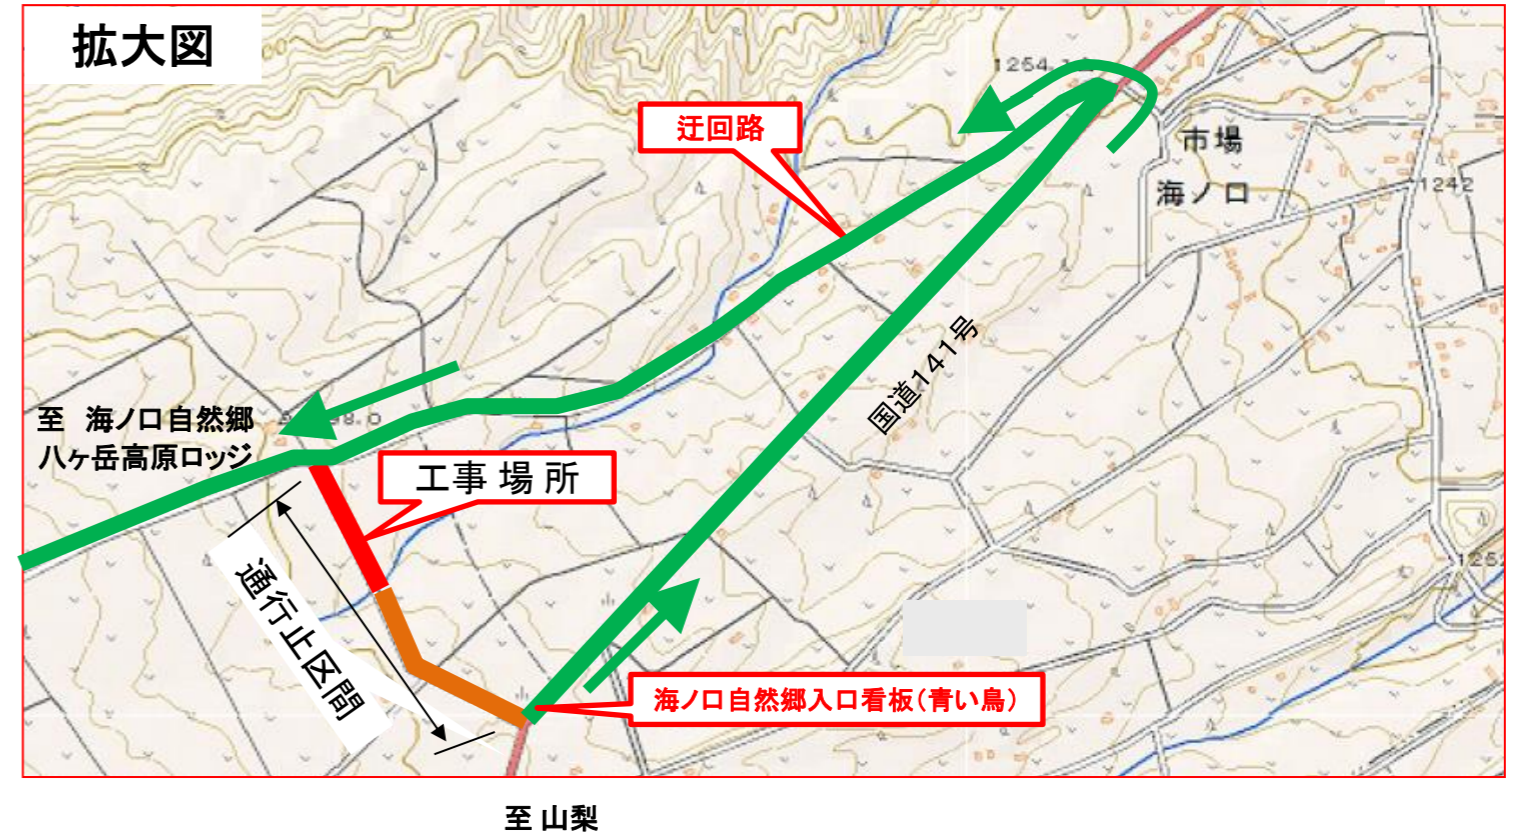 拡大図
1254.
迂回路
市場
海ノロ
1242
国道141号
至 海ノ口自然郷
八ヶ岳高原ロッジ
98.0
工事場所
通行止区間
海ノ口自然郷入口看板(青い鳥)
至 山梨